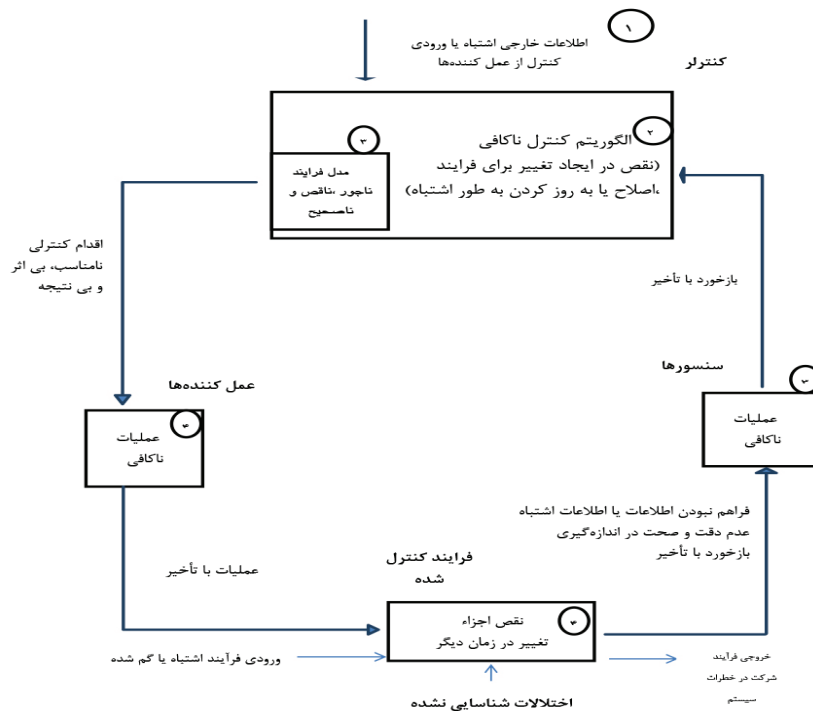 ۱
اطلاعات خارجی اشتباه یا ورودی
کنترل از عمل کننده‌ها
کنترلر
۲
الگوریتم کنترل ناکافی
(نقص در ایجاد تغییر برای فرایند
،اصلاح یا به روز کردن به طور اشتباه)
۳
مدل فرایند
ناجور ،ناقص و
ناصحیح
اقدام کنترلی
نامناسب، بی اثر
و بی نتیجه
بازخورد با تأخیر
سنسورها
عمل کننده‌ها
عملیات
ناکافی
۴
عملیات
ناکافی
فراهم نبودن اطلاعات یا اطلاعات اشتباه
عدم دقت و صحت در اندازه‌گیری
بازخورد با تأخیر
عملیات با تأخیر
فرایند کنترل
شده
۴
نقص اجزاء
تغییر در زمان دیگر
ورودی فرآیند اشتباه یا گم شده
خروجی فرآیند
شرکت در خطرات
سیستم
اختلالات شناسایی نشده